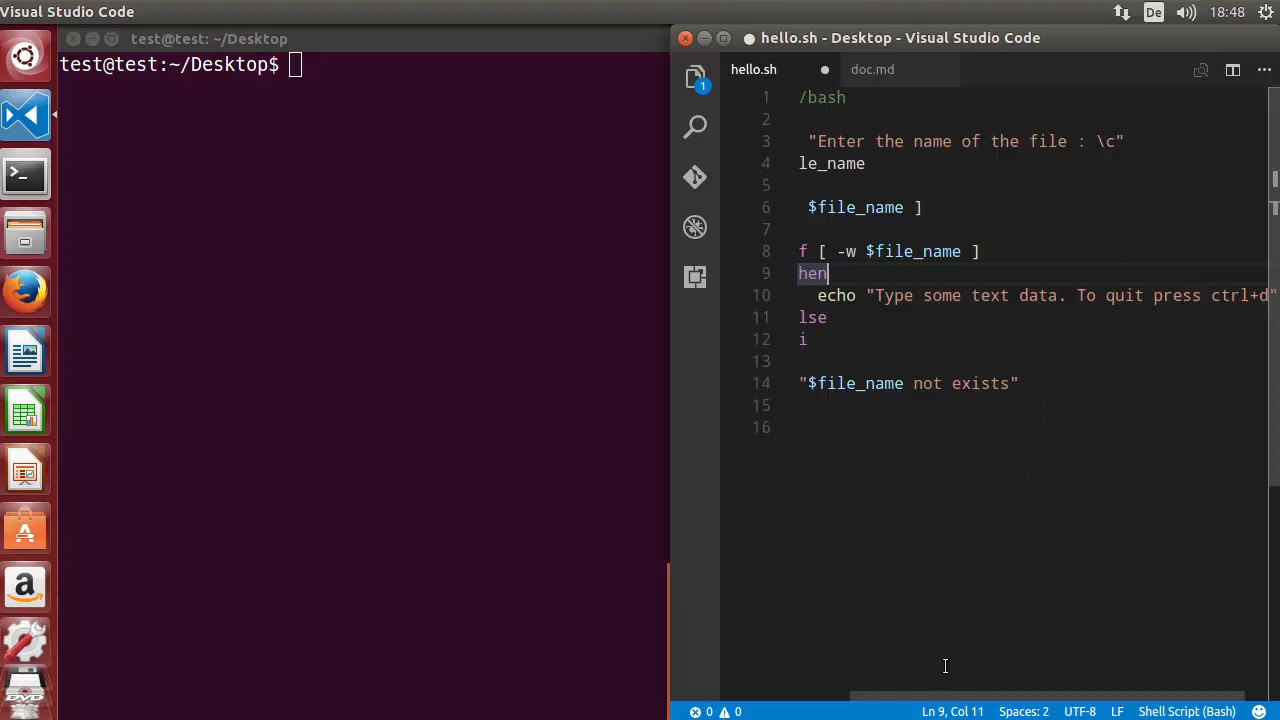 Visual Studio Code
De
18:48
test@test: ~/Desktop
hello.sh - Desktop - Visual Studio Code
test@test:~/Desktop$
hello.sh
doc.md
1
1 /bash
2
3 "Enter the name of the file : \c"
4 le_name
5
6 $file_name ]
7
8 f [ -w $file_name ]
9 hen
10 echo "Type some text data. To quit press ctrl+d"
11 lse
12 i
13
14 "$file_name not exists"
15
16
DVD
0 0
Ln 9, Col 11
Spaces: 2
UTF-8
LF
Shell Script (Bash)